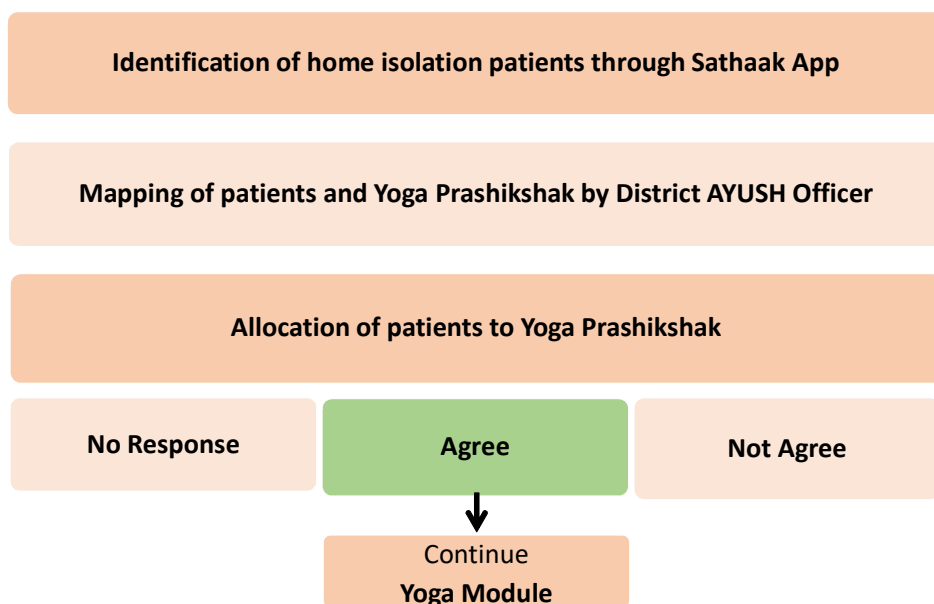 Identification of home isolation patients through Sathaak App
Mapping of patients and Yoga Prashikshak by District AYUSH Officer
Allocation of patients to Yoga Prashikshak
No Response
Agree
Not Agree
Continue
Yoga Module